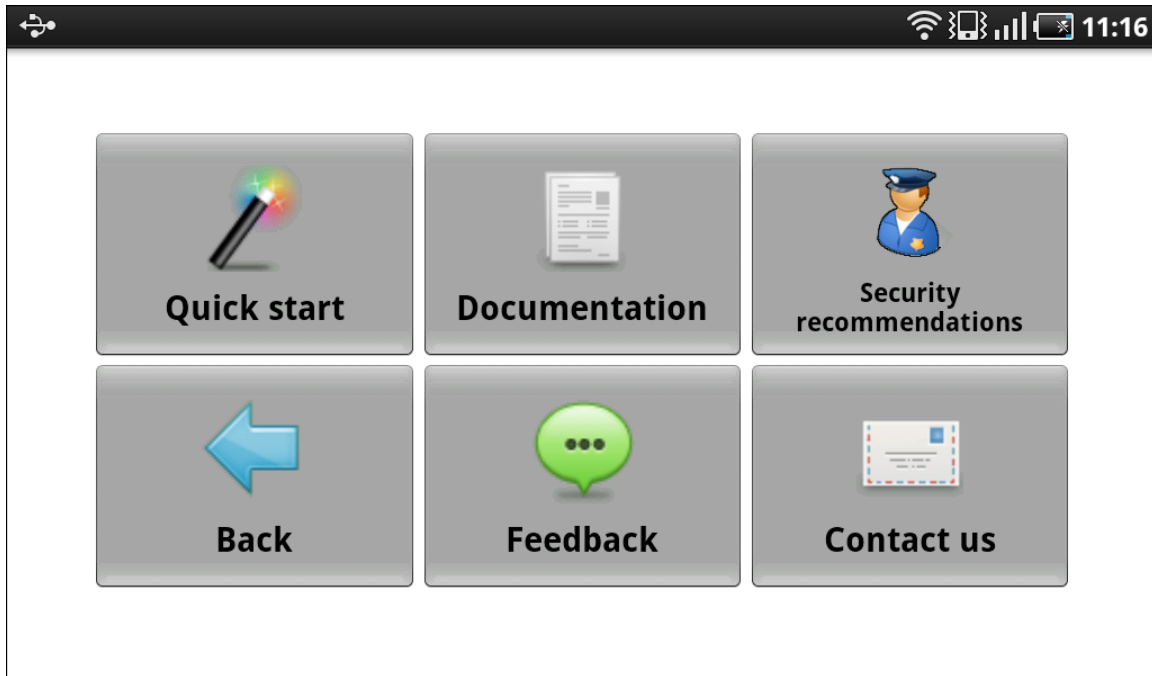 11:16
Quick start
Documentation
Security
recommendations
Back
Feedback
Contact us